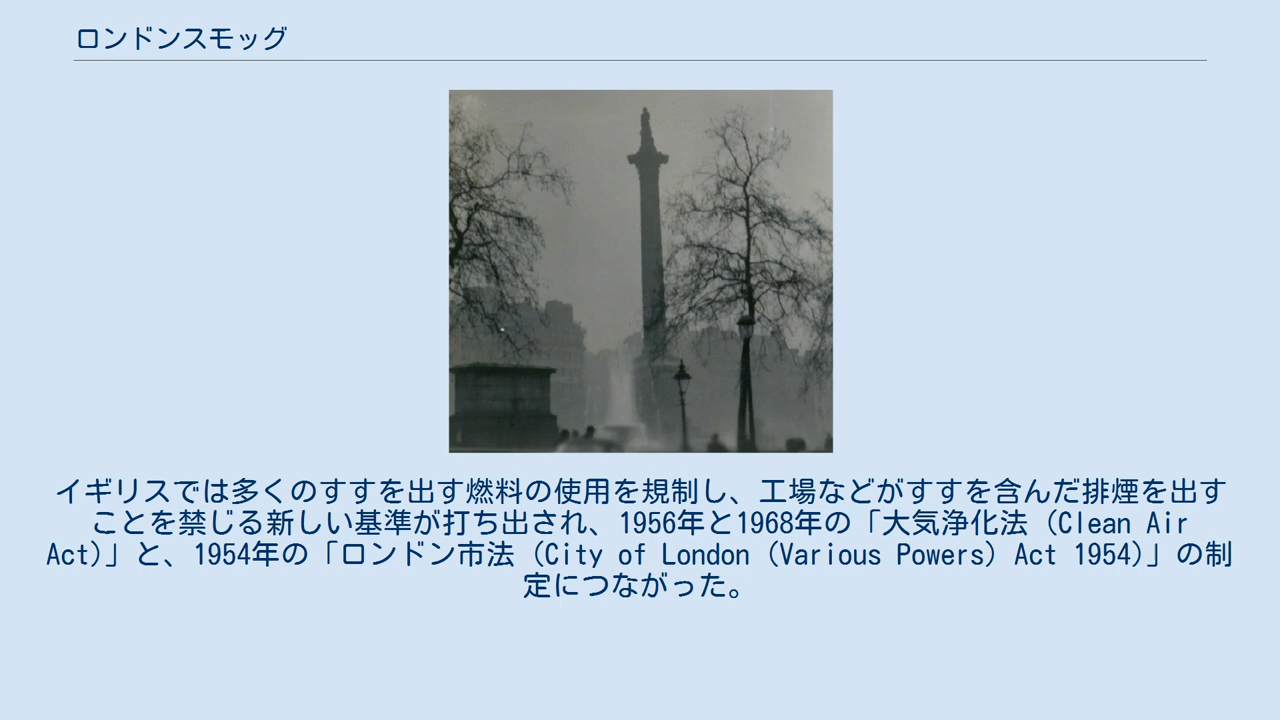 ロンドンスモッグ
イギリスでは多くのすすを出す燃料の使用を規制し、工場などがすすを含んだ排煙を出す
ことを禁じる新しい基準が打ち出され、1956年と1968年の「大気浄化法（Clean Air
Act)」と、1954年の「ロンドン市法（City of London（Various Powers）Act 1954)」の制
定につながった。